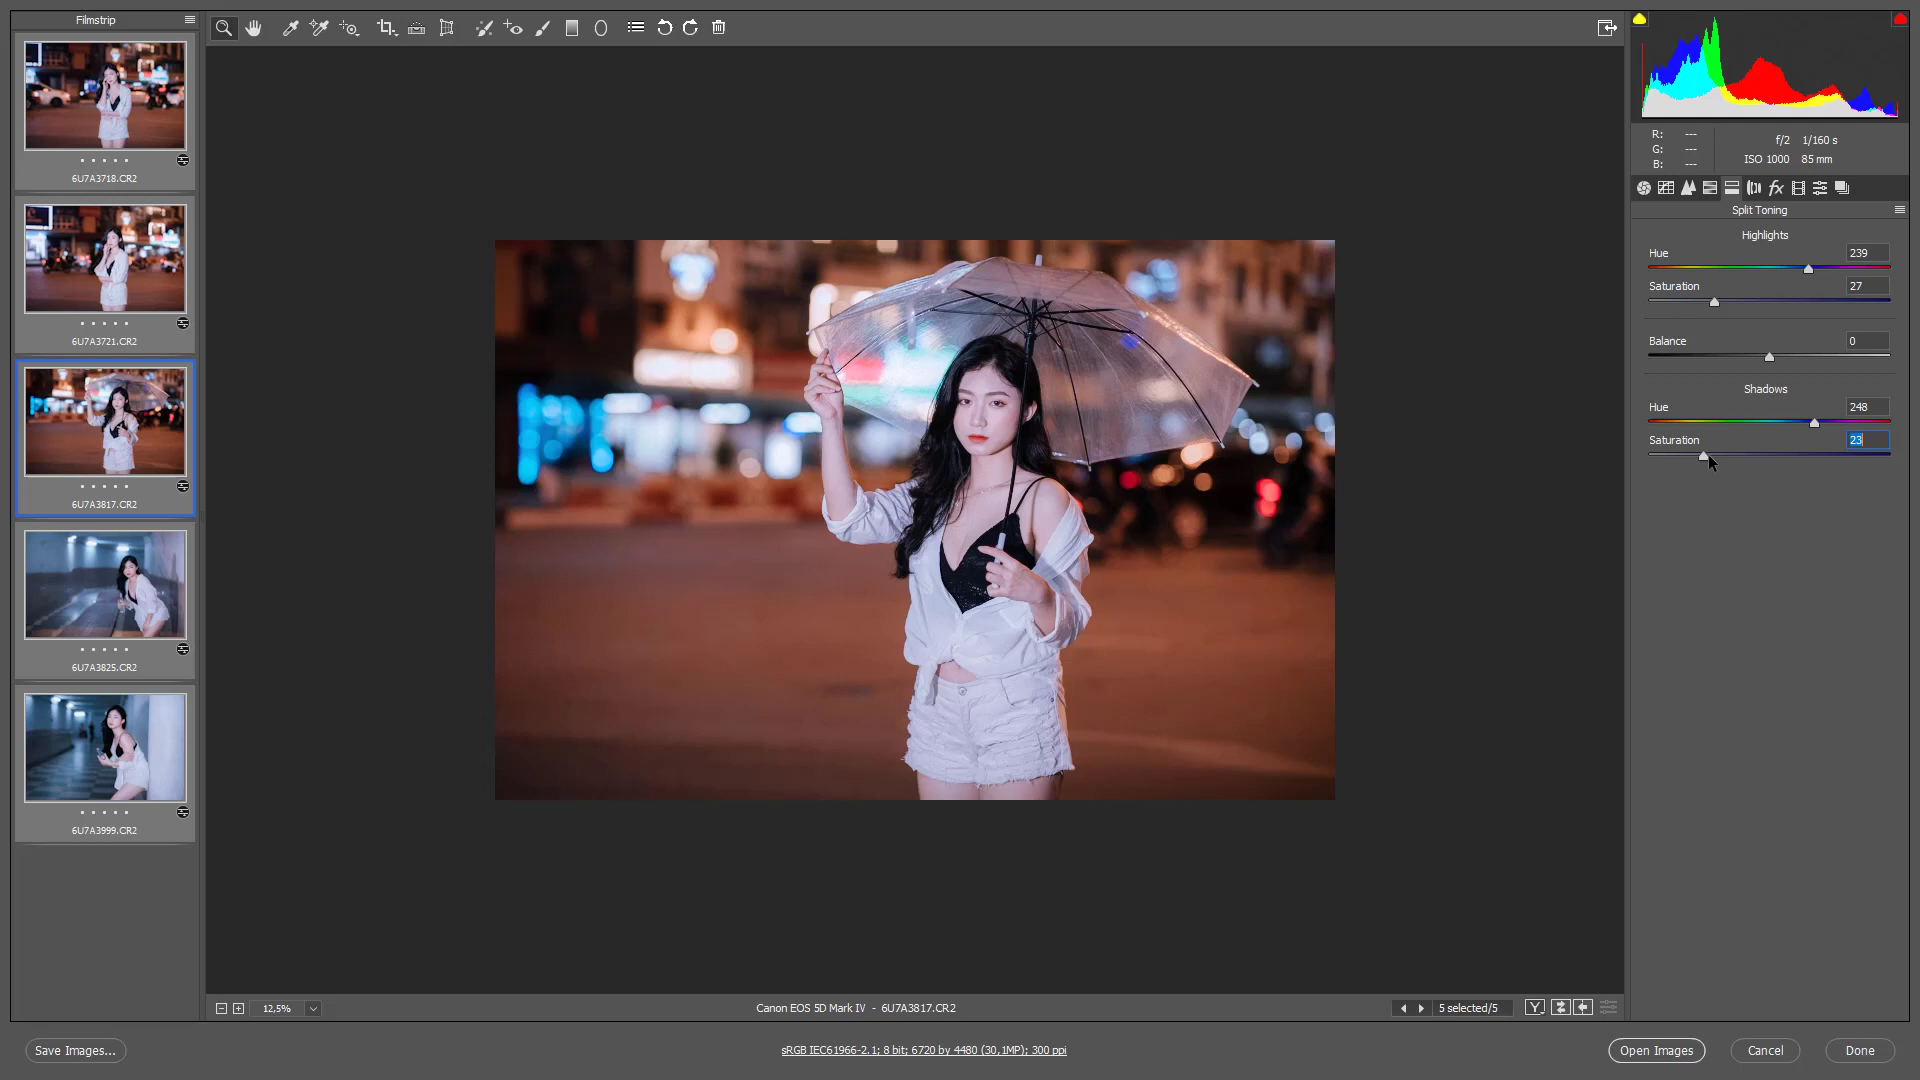 Filmstrip
6U7A3718.CR2
6U7A3721.CR2
6U7A3817.CR2
6U7A3825.CR2
6U7A3999.CR2
R: ---
G: ---
B: ---
f/2 1/160 s
ISO 1000 85 mm
fx
Split Toning
Highlights
Hue 239
Saturation 27
Balance 0
Shadows
Hue 248
Saturation 23
12,5%
Canon EOS 5D Mark IV - 6U7A3817.CR2
5 selected/5
Y
Save Images...
sRGB IEC61966-2.1; 8 bit; 6720 by 4480 (30,1MP); 300 ppi
Open Images
Cancel
Done